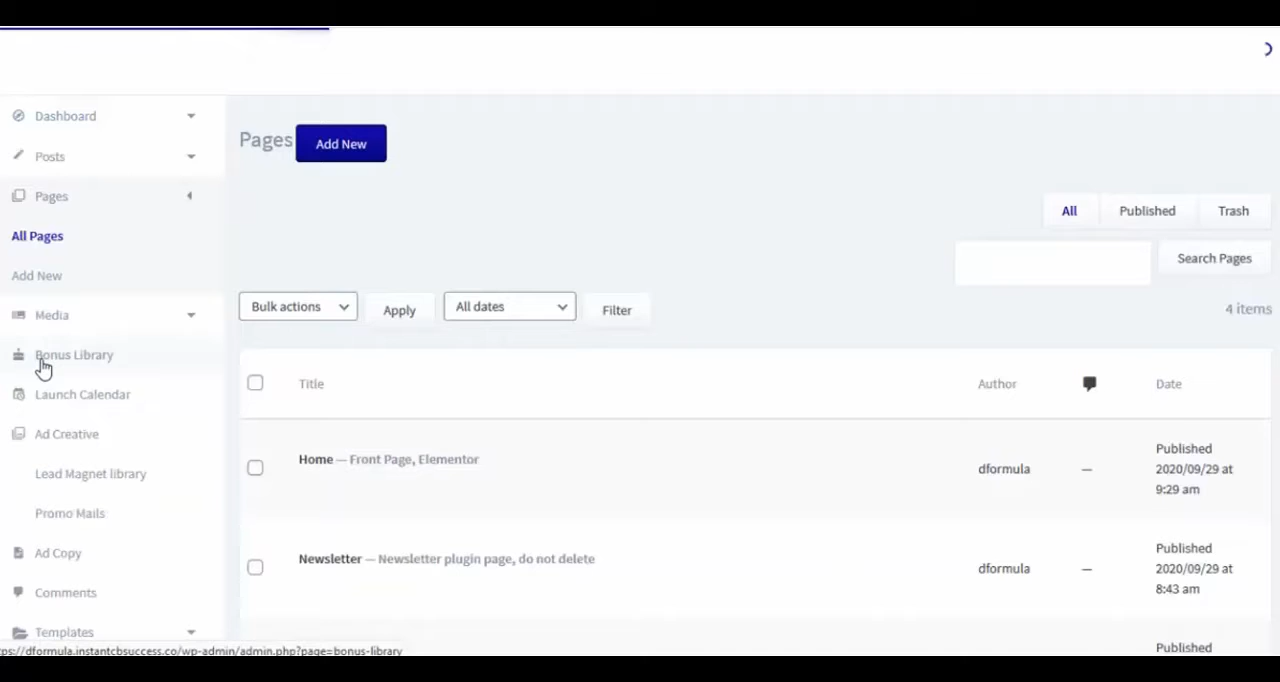 Dashboard
Posts
Pages
All Pages
Add New
Media
Bonus Library
Launch Calendar
Ad Creative
Lead Magnet library
Promo Mails
Ad Copy
Comments
Templates
Pages
Add New
All
Published
Trash
Search Pages
Bulk actions
Apply
All dates
Filter
4 items
Title
Author
Date
Home — Front Page, Elementor
dformula
Published
2020/09/29 at
9:29 am
Newsletter — Newsletter plugin page, do not delete
dformula
—
Published
2020/09/29 at
8:43 am
Published
ps://dformula.instantcbsuccess.co/wp-admin/admin.php?page=bonus-library